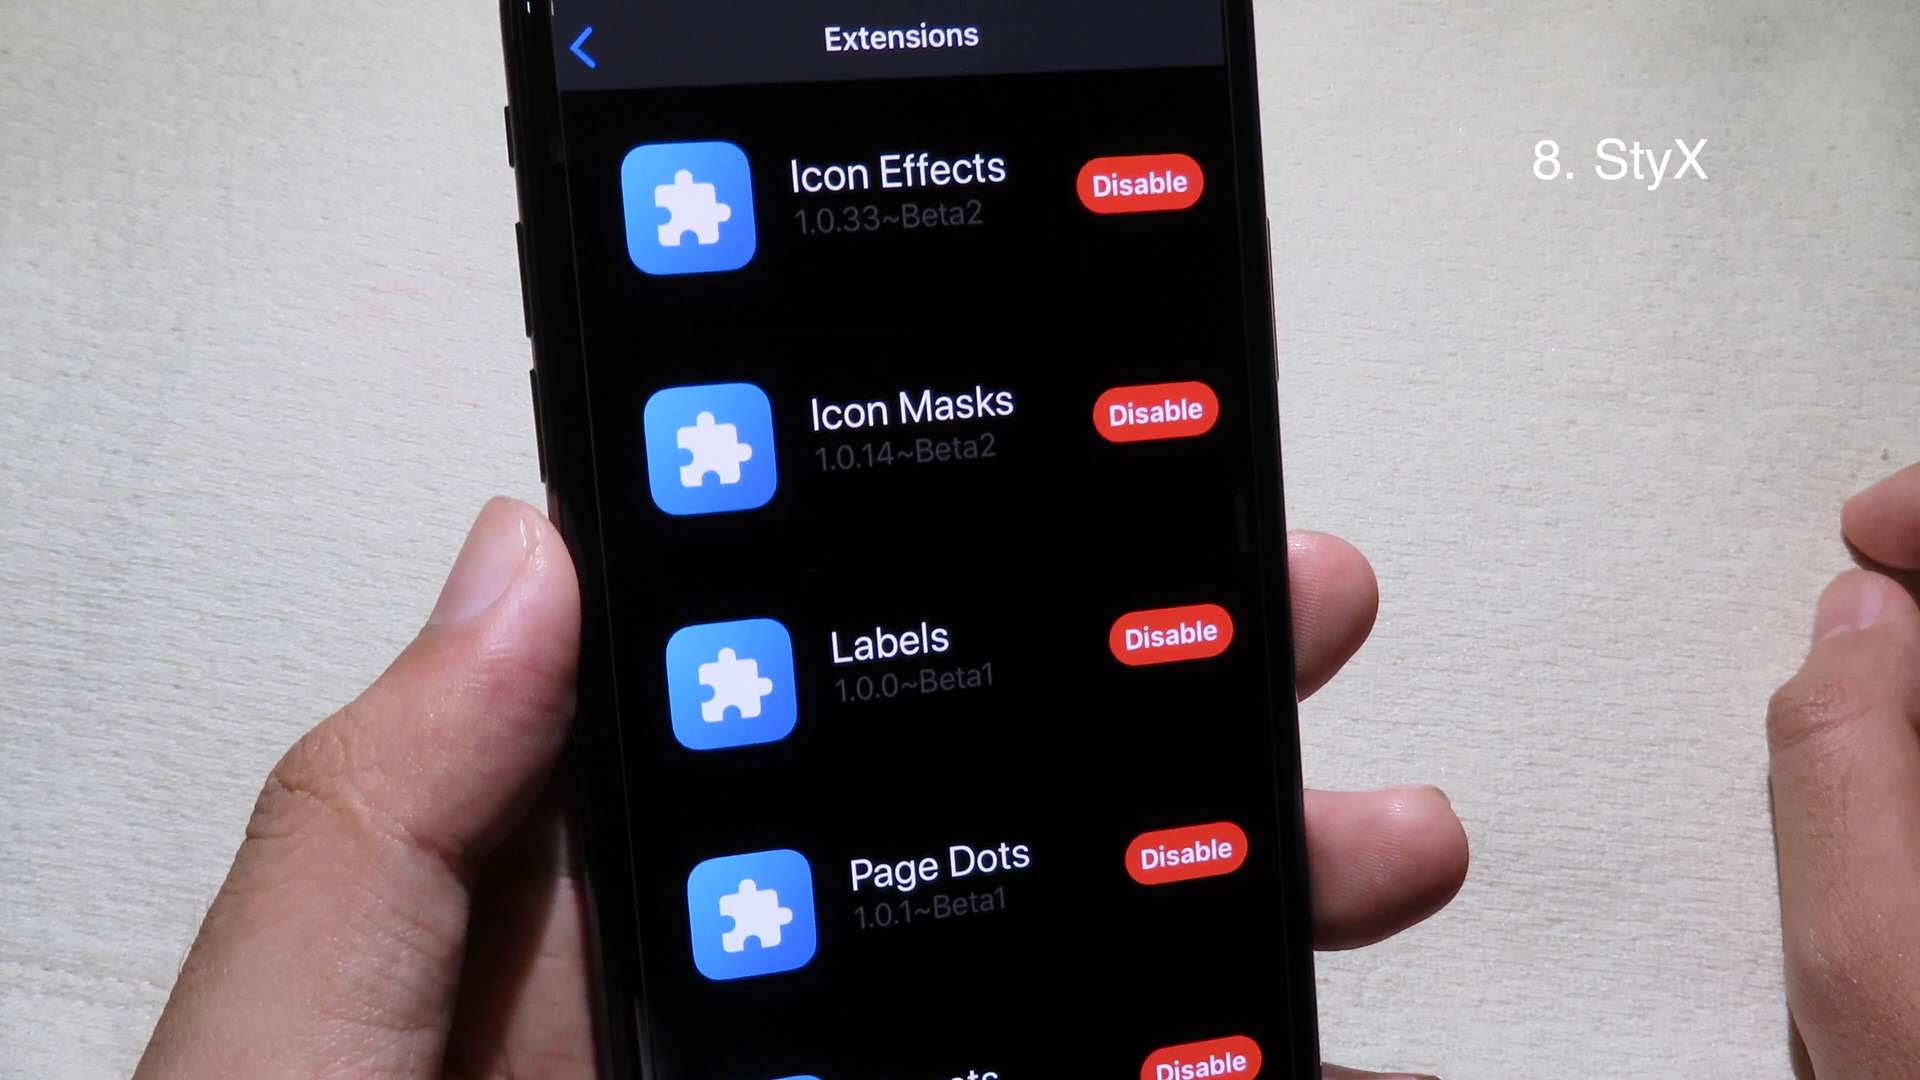 Extensions
8. StyX
Icon Effects
1.0.33~Beta2
Disable
Icon Masks
1.0.14~Beta2
Disable
Labels
1.0.0~Beta1
Disable
Page Dots
1.0.1~Beta1
Disable
Disable